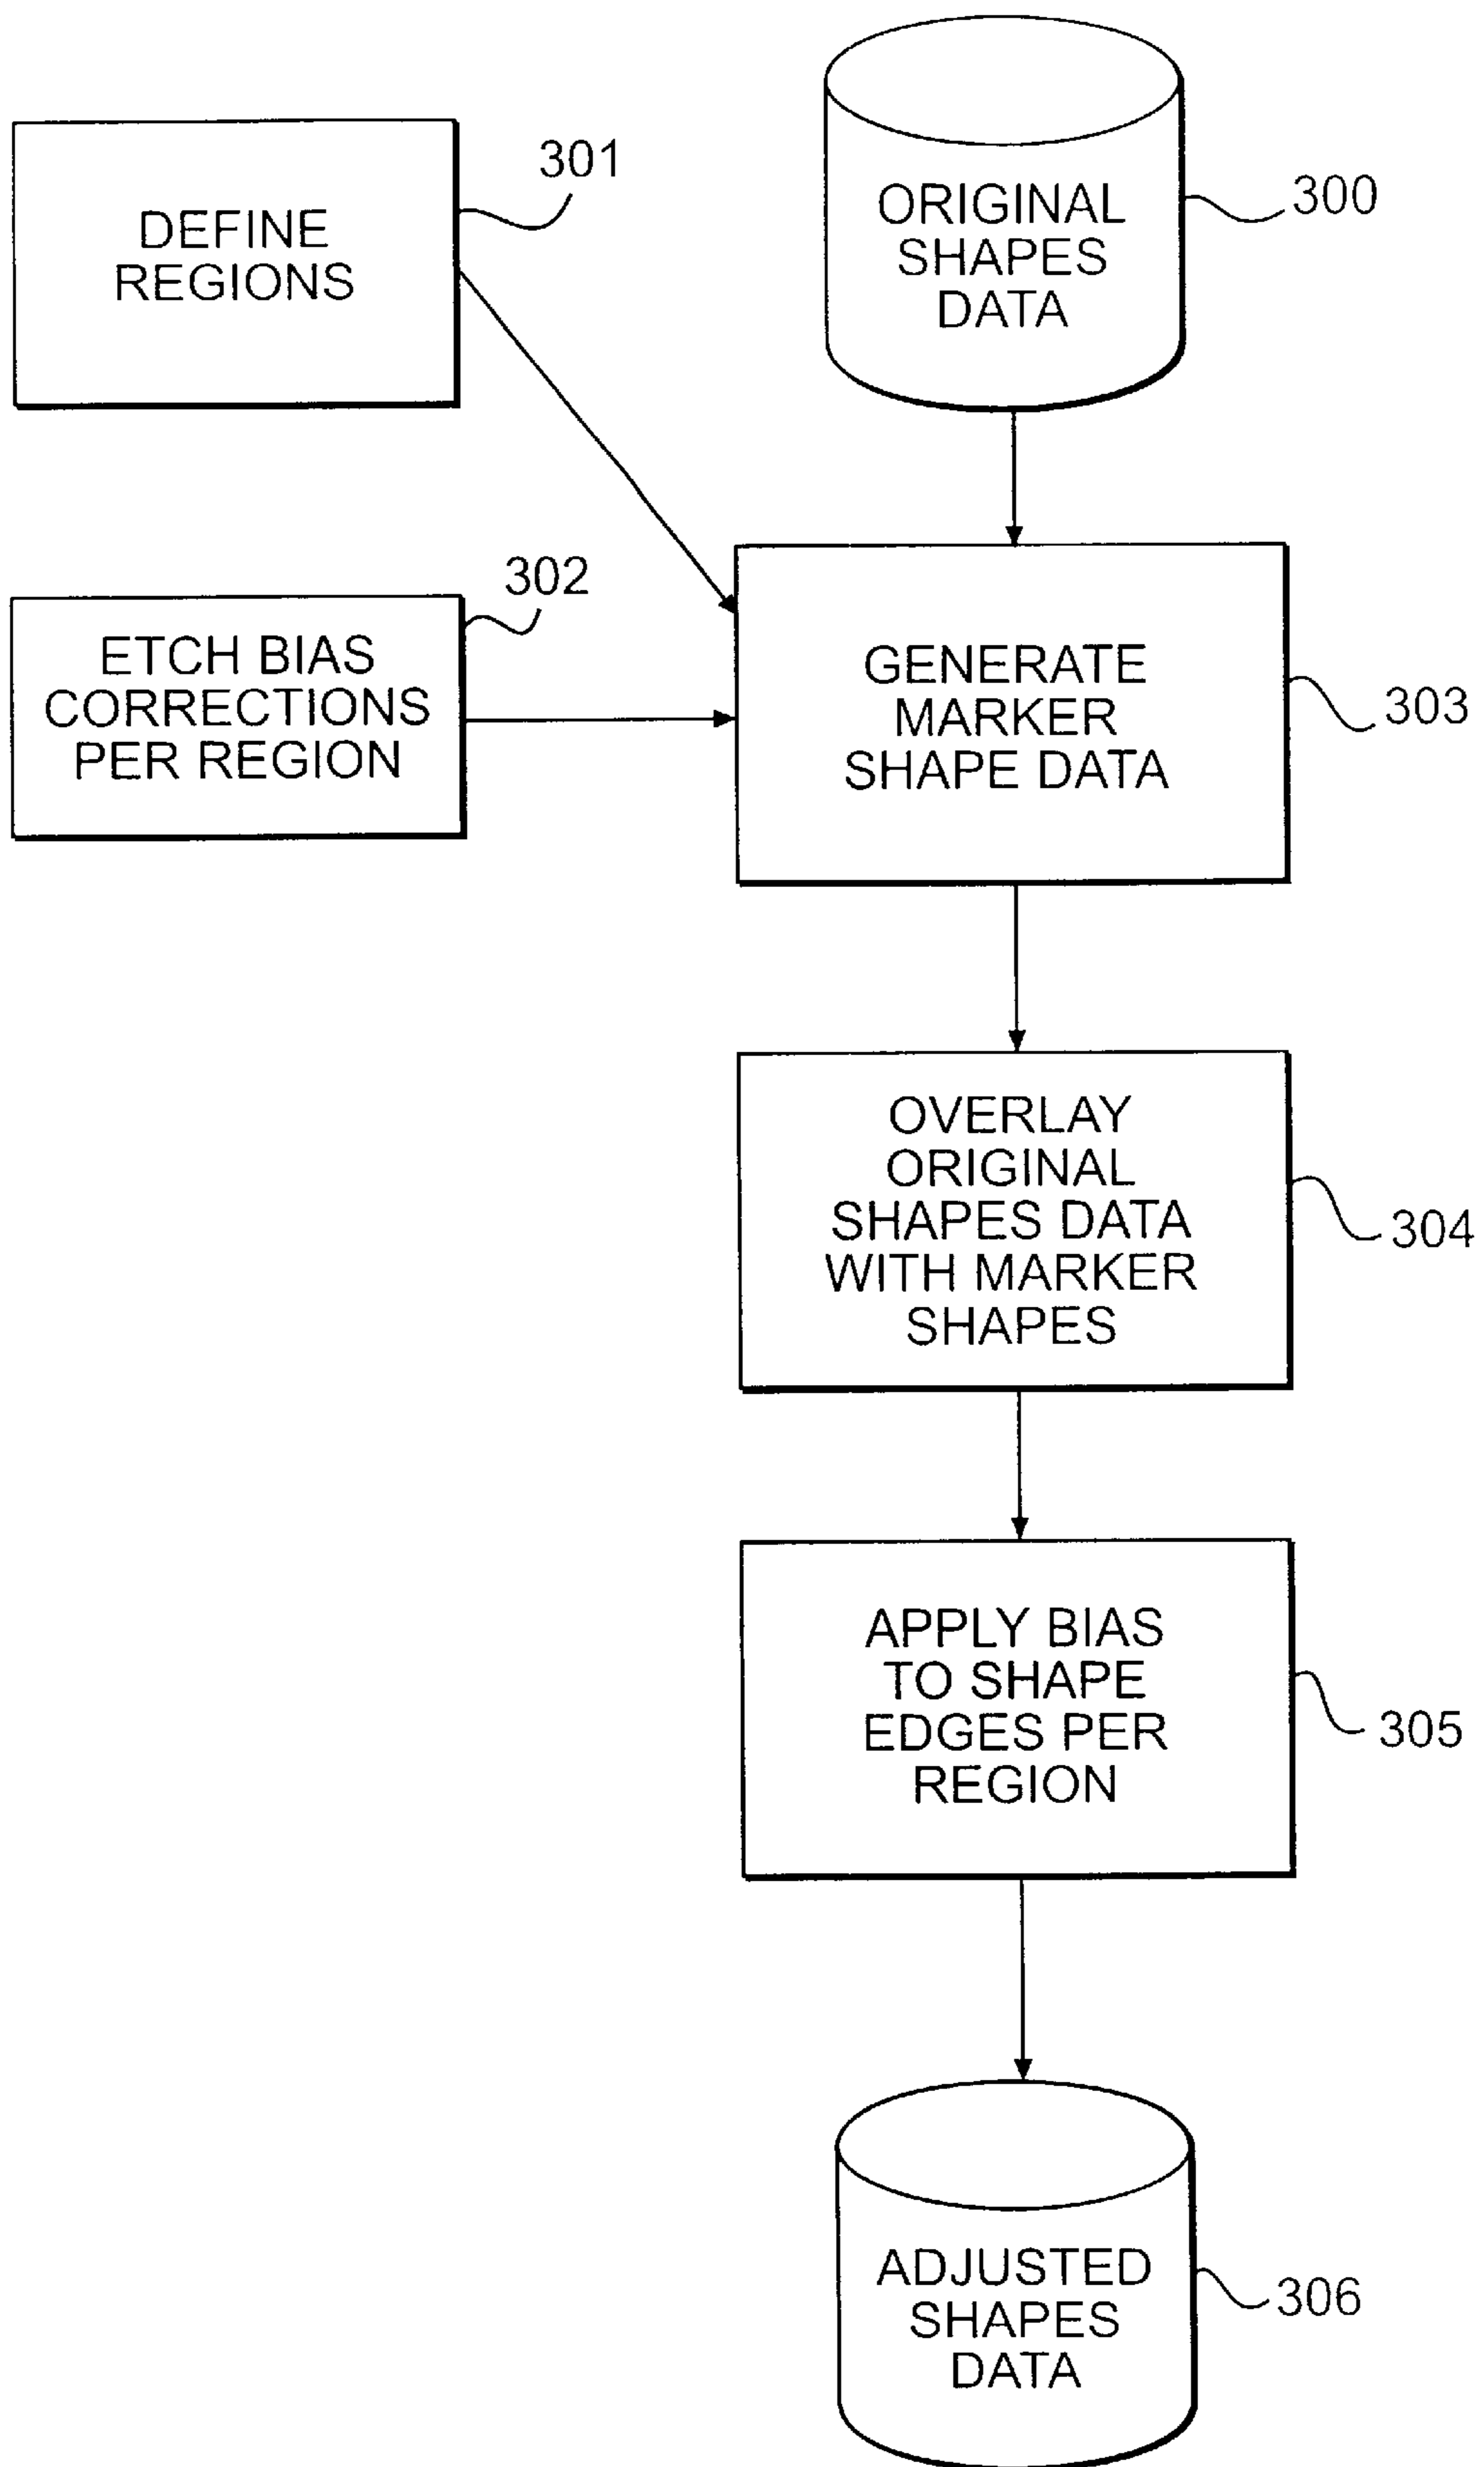 300
ORIGINAL
SHAPES
DATA
301
DEFINE
REGIONS
302
ETCH BIAS
CORRECTIONS
PER REGION
303
GENERATE
MARKER
SHAPE DATA
304
OVERLAY
ORIGINAL
SHAPES DATA
WITH MARKER
SHAPES
305
APPLY BIAS
TO SHAPE
EDGES PER
REGION
306
ADJUSTED
SHAPES
DATA